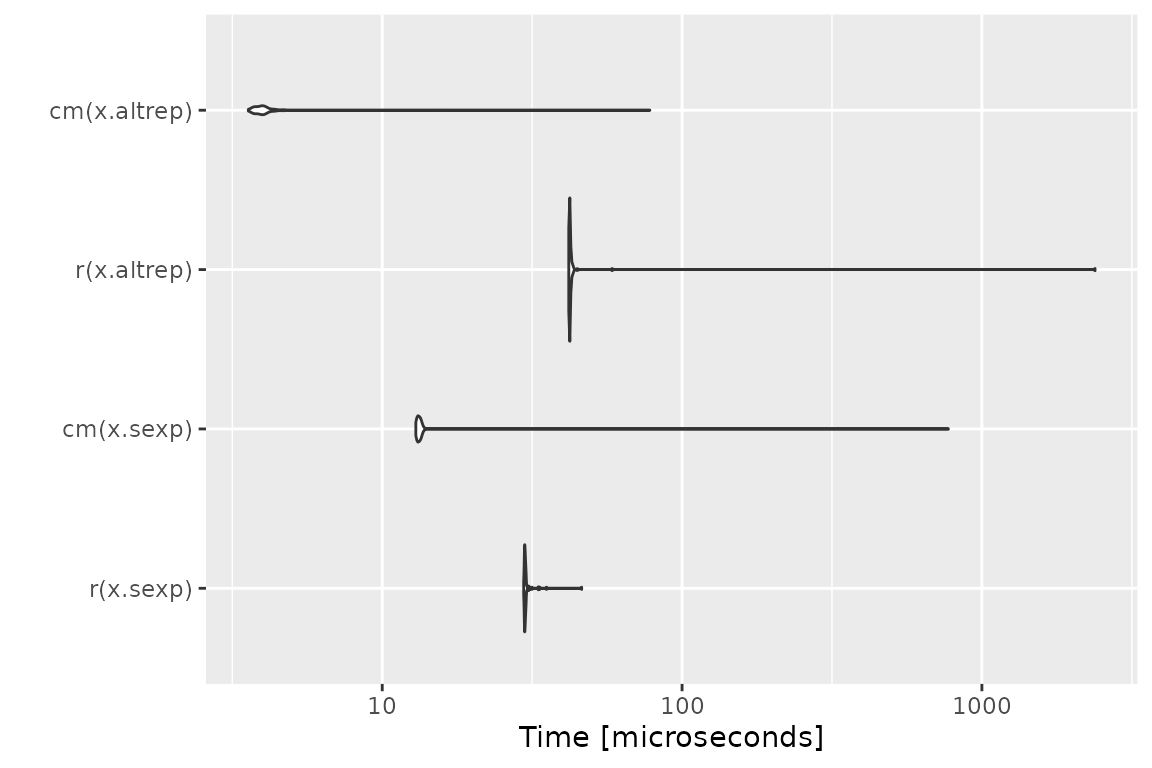 cm(x.altrep)
r(x.altrep)
cm(x.sexp)
r(x.sexp)
10 100 1000
Time [microseconds]